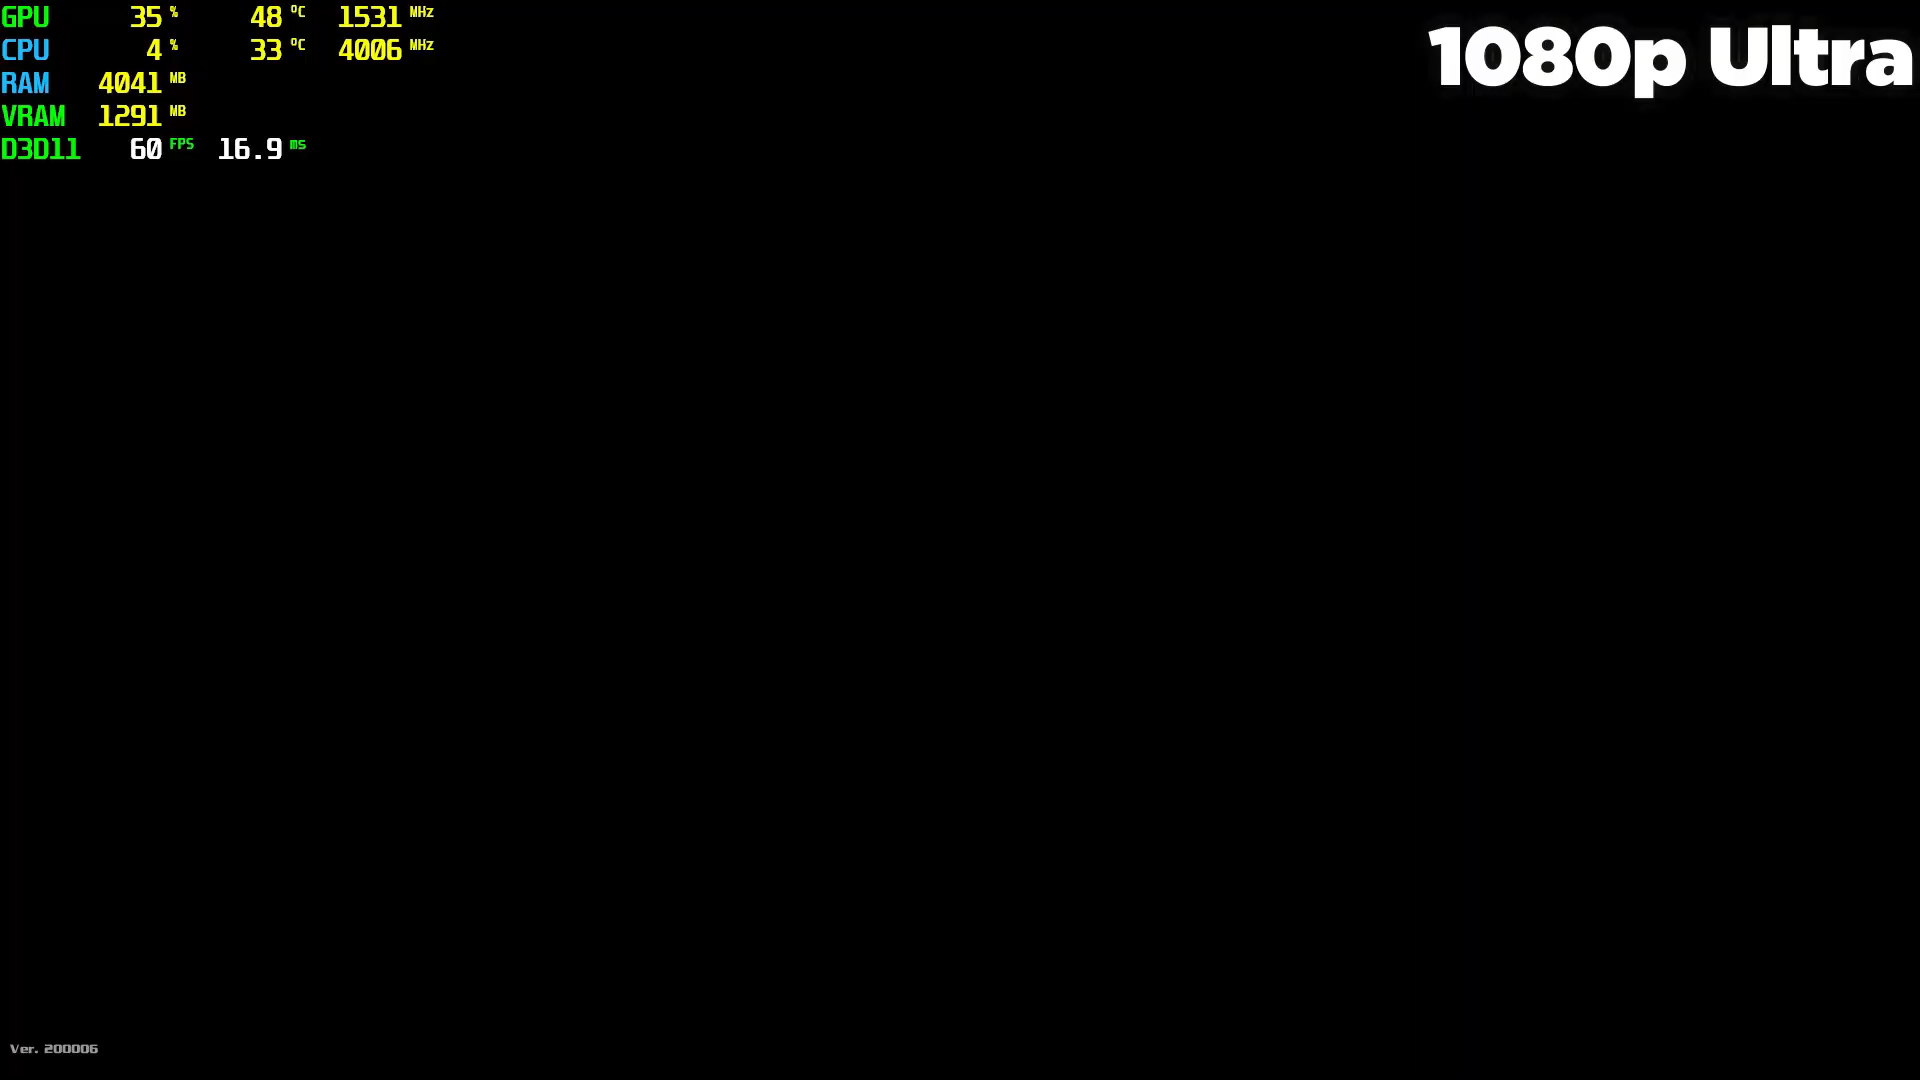 GPU 35 % 48 °C 1531 MHz
1080p Ultra
CPU 4 % 33 °C 4006 MHz
RAM 4041 MB
VRAM 1291 MB
D3D11 60 FPS 16.9 ms
Ver. 200006